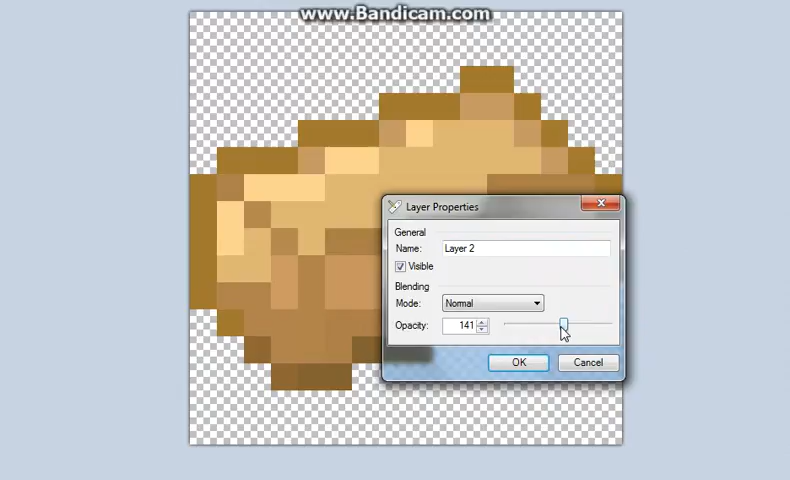 www.Bandicam.com
Layer Properties
General
Name: Layer 2
Visible
Blending
Mode: Normal
Opacity: 141
OK Cancel